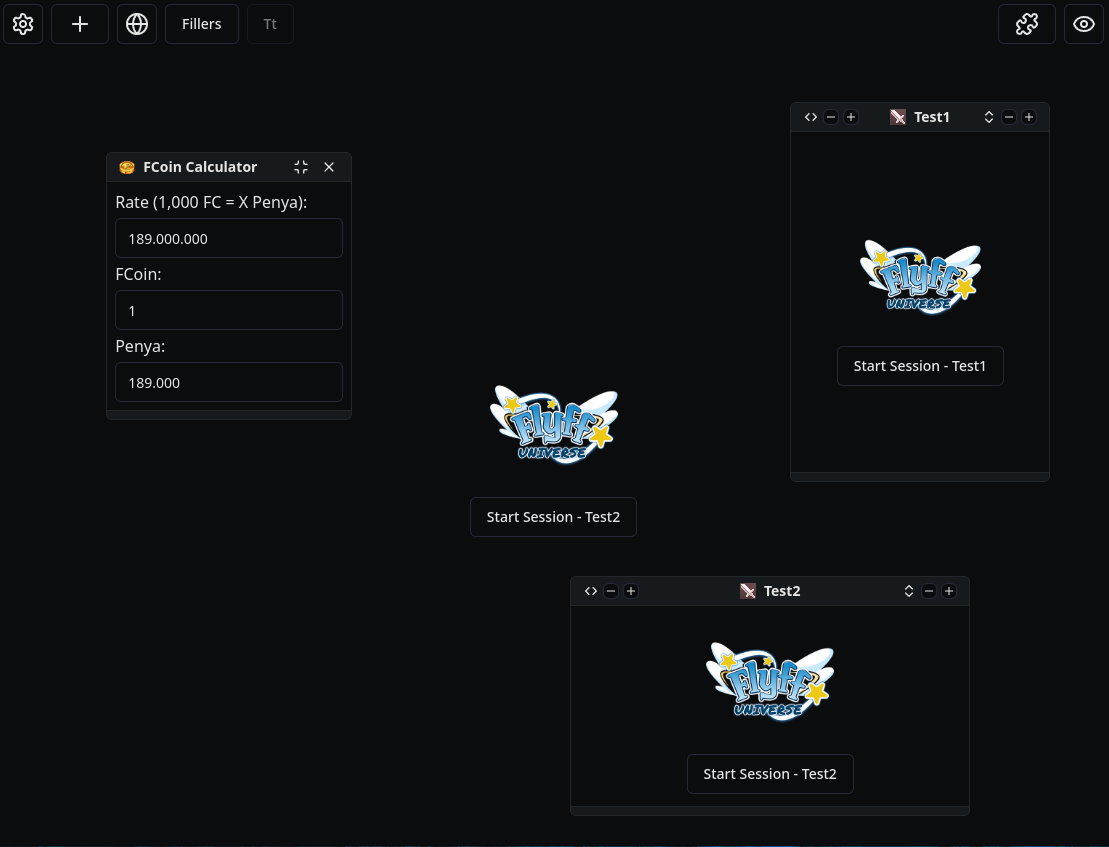 Fillers
Tt
FCoin Calculator
Rate (1,000 FC = X Penya):
189.000.000
FCoin:
1
Penya:
189.000
Flyff
UNIVERSE
Start Session - Test2
Test1
Flyff
UNIVERSE
Start Session - Test1
Test2
Flyff
UNIVERSE
Start Session - Test2